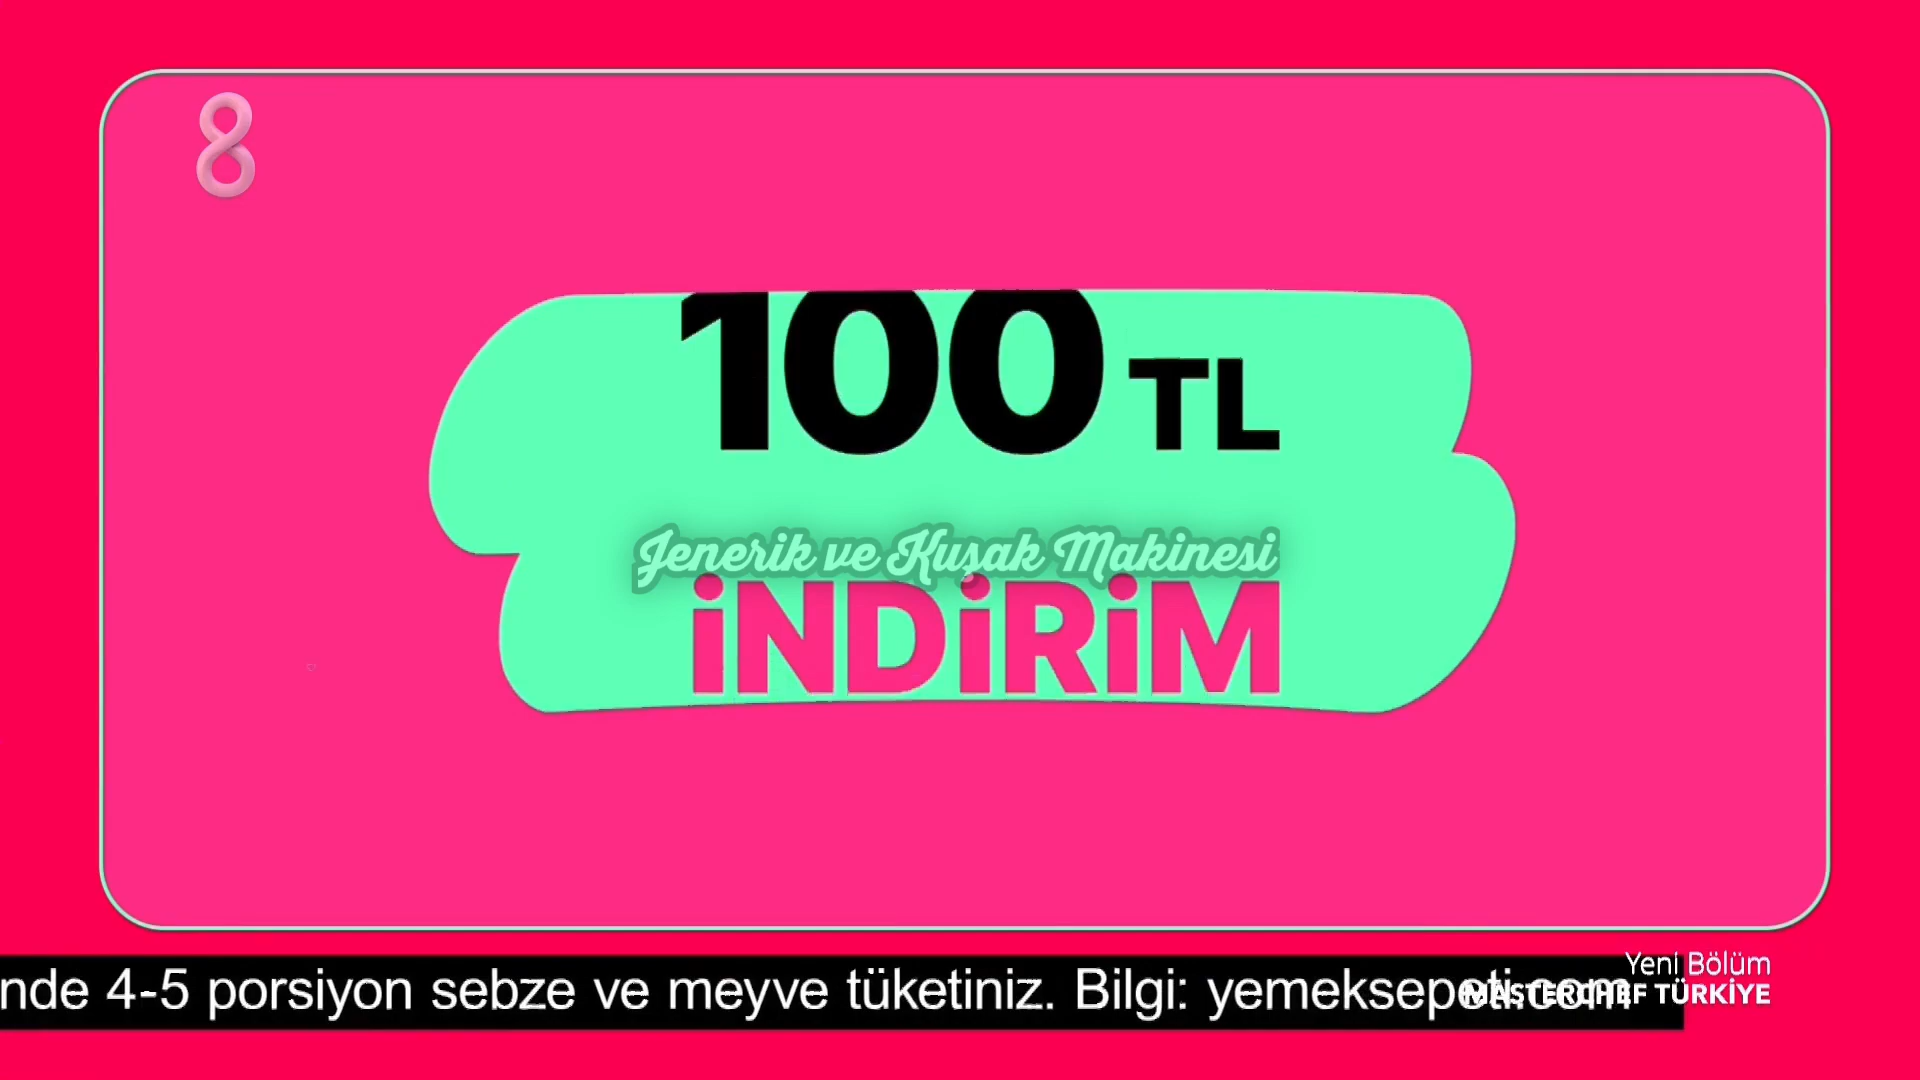 8
100 TL
Jenerik ve Kuşak Makinesi
İNDİRİM
Yeni Bölüm
nde 4-5 porsiyon sebze ve meyve tüketiniz. Bilgi: yemeksepeti.com
MASTERCHEF TÜRKİYE